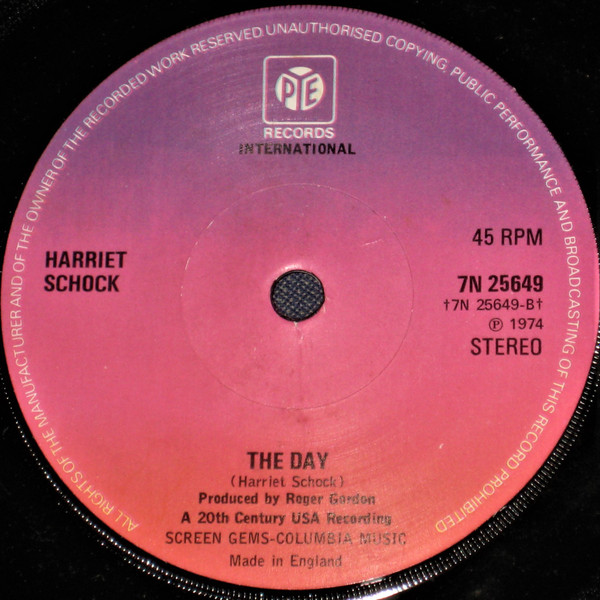 ALL RIGHTS OF THE MANUFACTURER AND OF THE OWNER OF THE RECORDED WORK RESERVED UNAUTHORISED COPYING, PUBLIC PERFORMANCE AND BROADCASTING OF THIS RECORD PROHIBITED
PYE
RECORDS
INTERNATIONAL
HARRIET
SCHOCK
45 RPM
7N 25649
†7N 25649-B†
Ⓟ 1974
STEREO
THE DAY
(Harriet Schock)
Produced by Roger Gordon
A 20th Century USA Recording
SCREEN GEMS-COLUMBIA MUSIC
Made in England